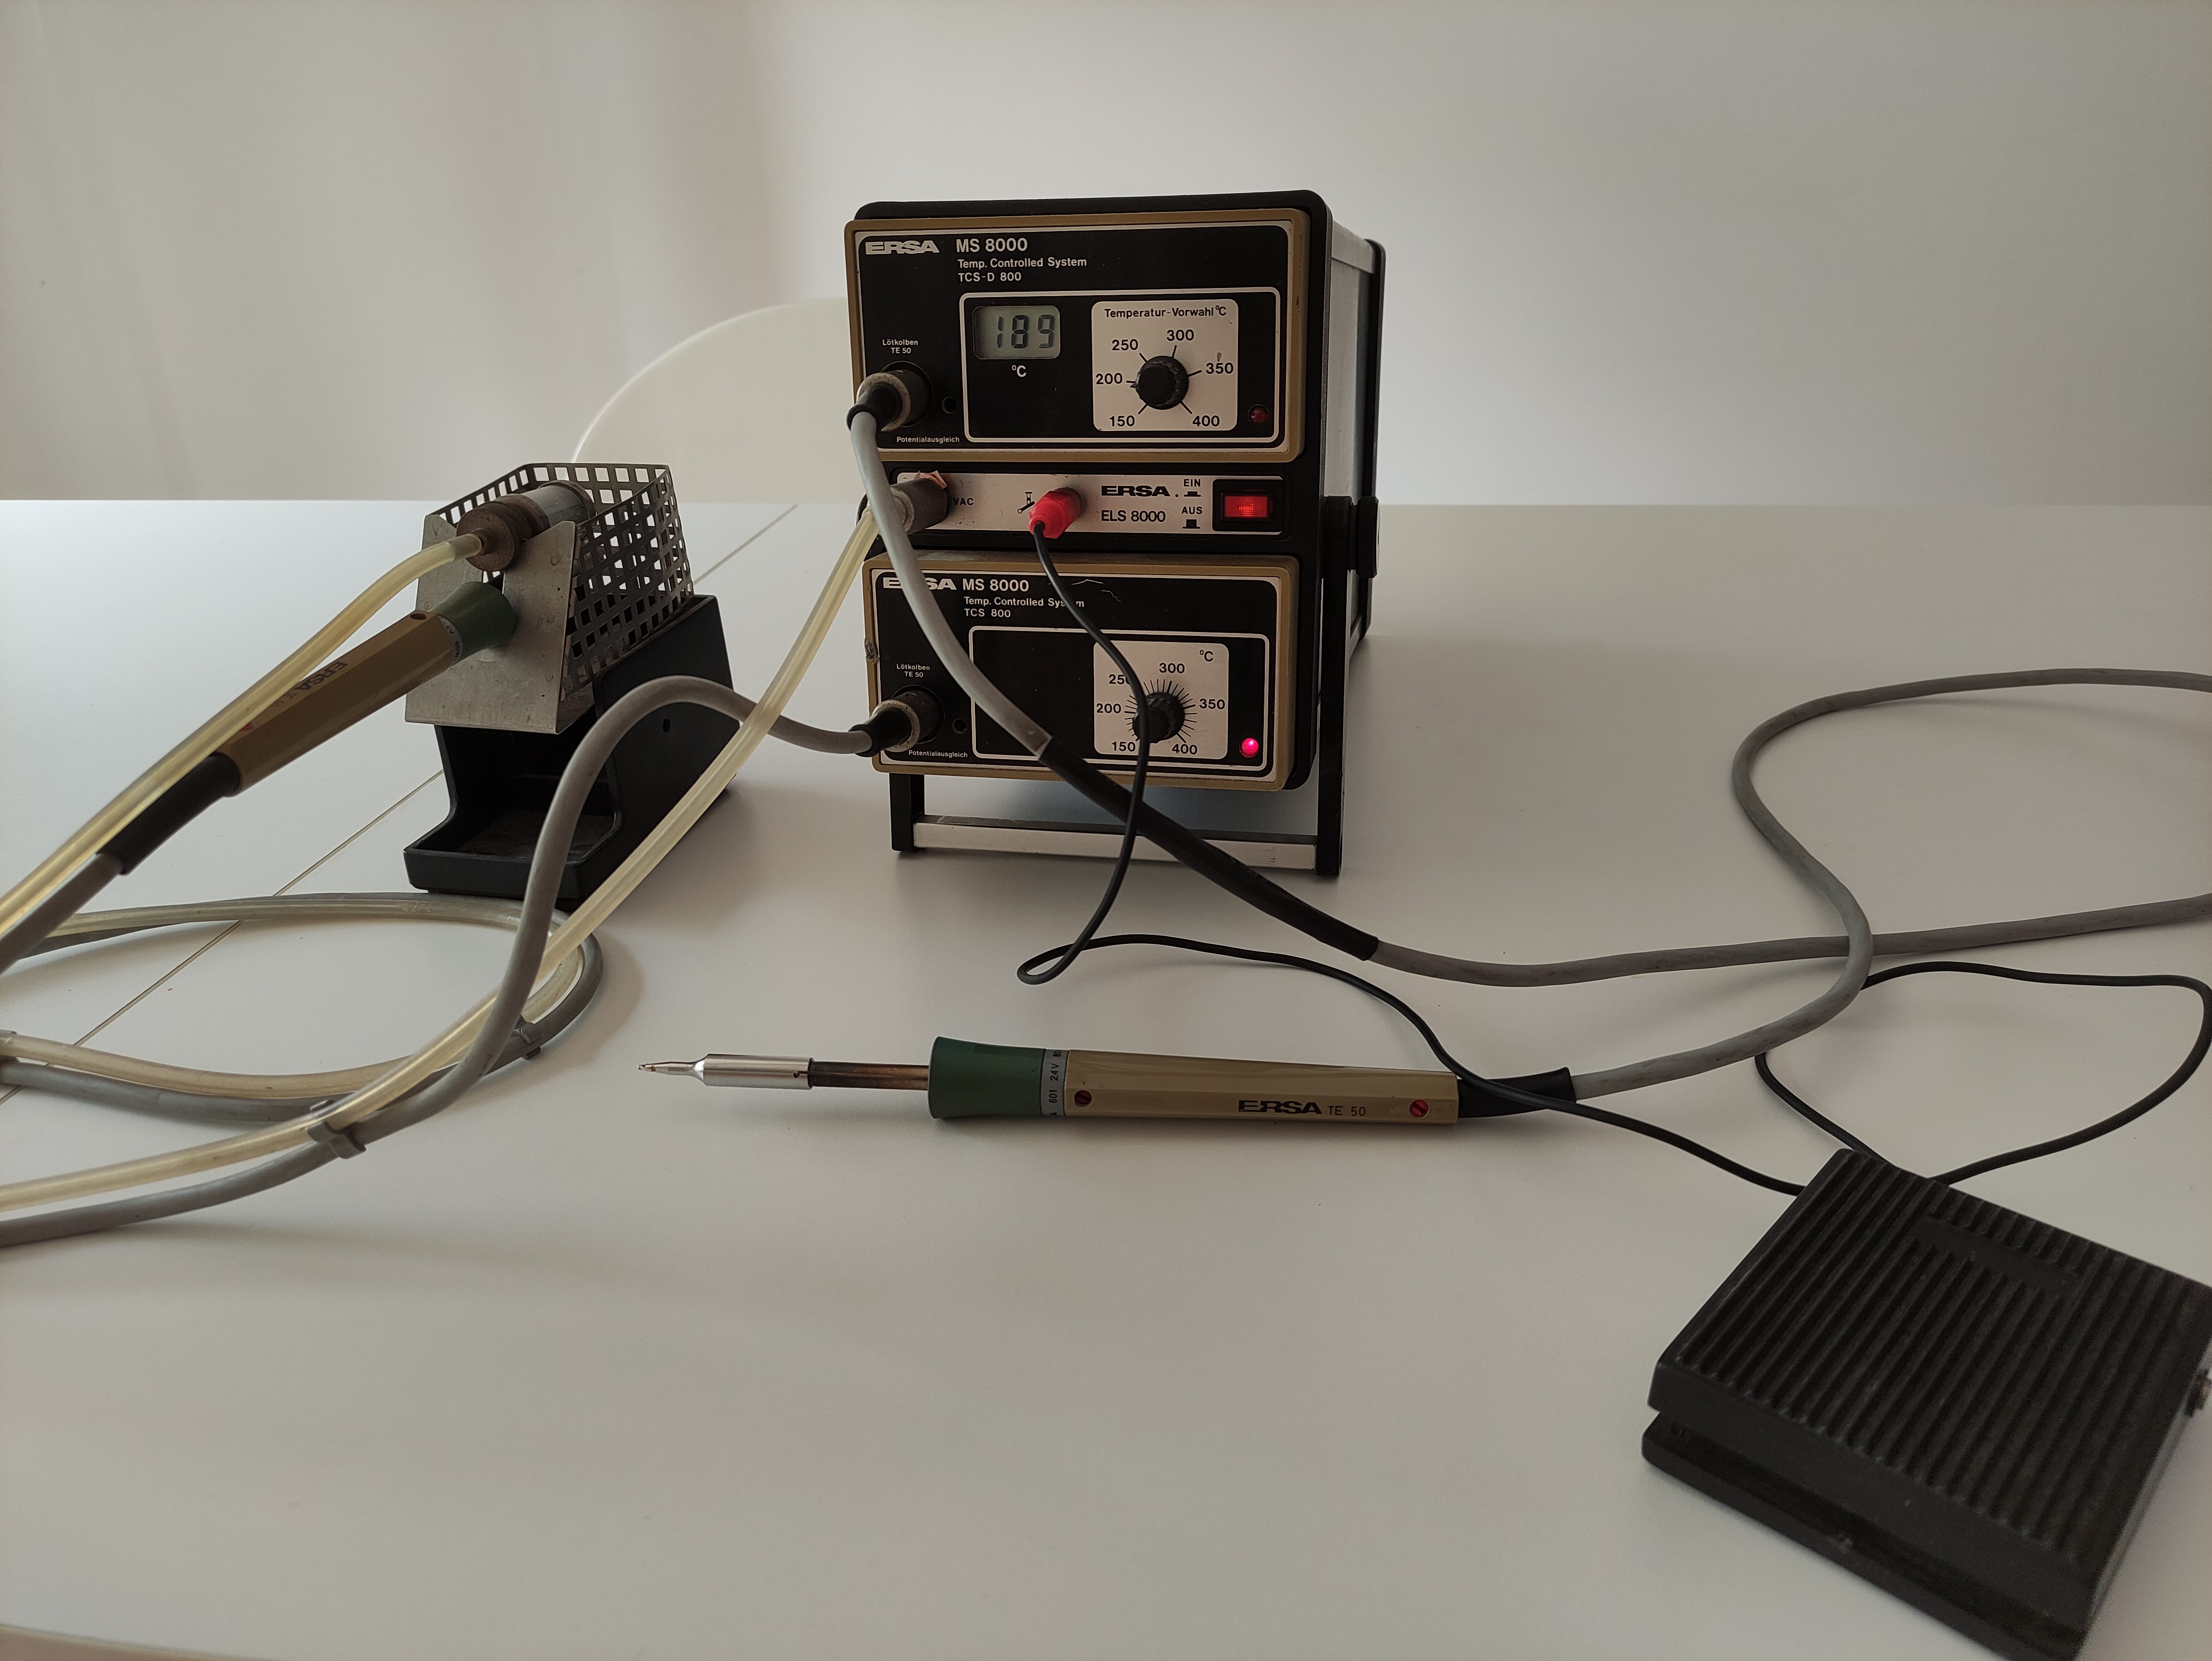 ERSA MS 8000
Temp. Controlled System
TCS-D 800
189
°C
Temperatur-Vorwahl °C
150
200
250
300
350
400
Lötkolben
TE 50
Potentialausgleich
VAC
ERSA
ELS 8000
EIN
AUS
ERSA MS 8000
Temp. Controlled System
TCS 800
°C
150
200
250
300
350
400
Lötkolben
TE 50
Potentialausgleich
ERSA
601 24V
ERSA TE 50